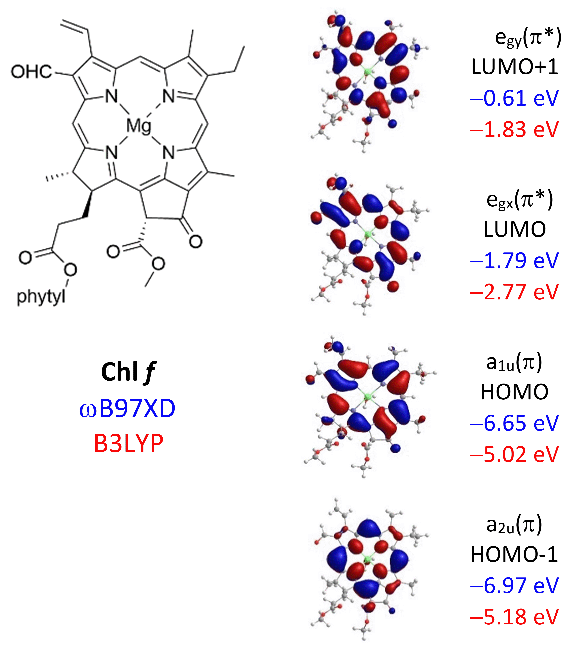 OHC
N
N
Mg
N
N
O
O
O
O
O
phytyl
Chl f
ωB97XD
B3LYP
egy(π*)
LUMO+1
−0.61 eV
−1.83 eV
egx(π*)
LUMO
−1.79 eV
−2.77 eV
a1u(π)
HOMO
−6.65 eV
−5.02 eV
a2u(π)
HOMO-1
−6.97 eV
−5.18 eV